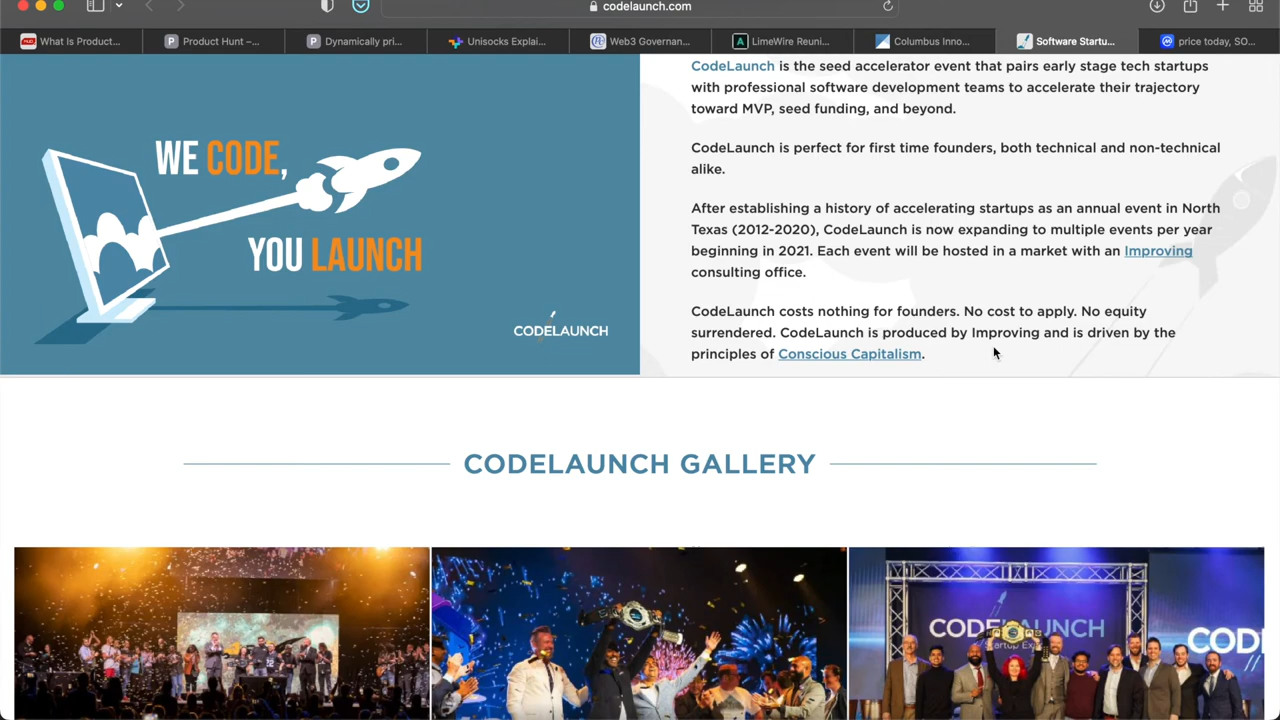 codelaunch.com
What Is Product...
Product Hunt –...
Dynamically pri...
Unisocks Explai...
Web3 Governan...
LimeWire Reuni...
Columbus Inno...
Software Startu...
price today, SO...
WE CODE,
YOU LAUNCH
CODELAUNCH
CodeLaunch is the seed accelerator event that pairs early stage tech startups
with professional software development teams to accelerate their trajectory
toward MVP, seed funding, and beyond.
CodeLaunch is perfect for first time founders, both technical and non-technical
alike.
After establishing a history of accelerating startups as an annual event in North
Texas (2012-2020), CodeLaunch is now expanding to multiple events per year
beginning in 2021. Each event will be hosted in a market with an Improving
consulting office.
CodeLaunch costs nothing for founders. No cost to apply. No equity
surrendered. CodeLaunch is produced by Improving and is driven by the
principles of Conscious Capitalism.
CODELAUNCH GALLERY
CODELAUNCH
Startup Ex
COD